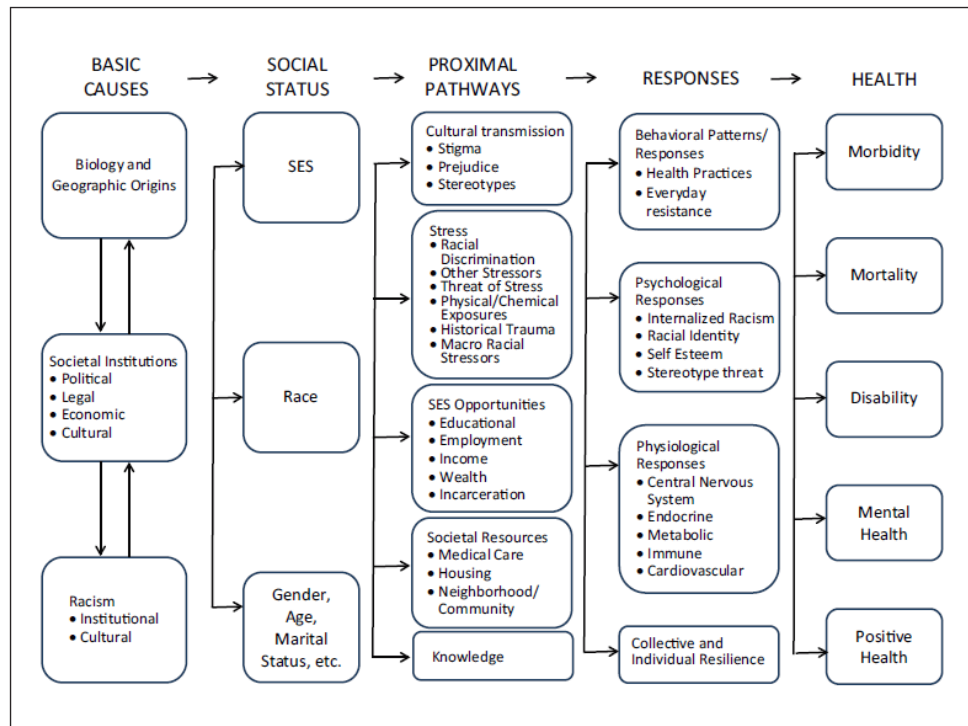 BASIC
CAUSES
SOCIAL
STATUS
PROXIMAL
PATHWAYS
RESPONSES
HEALTH
Biology and
Geographic Origins
Societal Institutions
• Political
• Legal
• Economic
• Cultural
Racism
• Institutional
• Cultural
SES
Race
Gender,
Age,
Marital
Status, etc.
Cultural transmission
• Stigma
• Prejudice
• Stereotypes
Stress
• Racial
Discrimination
• Other Stressors
• Threat of Stress
• Physical/Chemical
Exposures
• Historical Trauma
• Macro Racial
Stressors
SES Opportunities
• Educational
• Employment
• Income
• Wealth
• Incarceration
Societal Resources
• Medical Care
• Housing
• Neighborhood/
Community
Knowledge
Behavioral Patterns/
Responses
• Health Practices
• Everyday
resistance
Psychological
Responses
• Internalized Racism
• Racial Identity
• Self Esteem
• Stereotype threat
Physiological
Responses
• Central Nervous
System
• Endocrine
• Metabolic
• Immune
• Cardiovascular
Collective and
Individual Resilience
Morbidity
Mortality
Disability
Mental
Health
Positive
Health